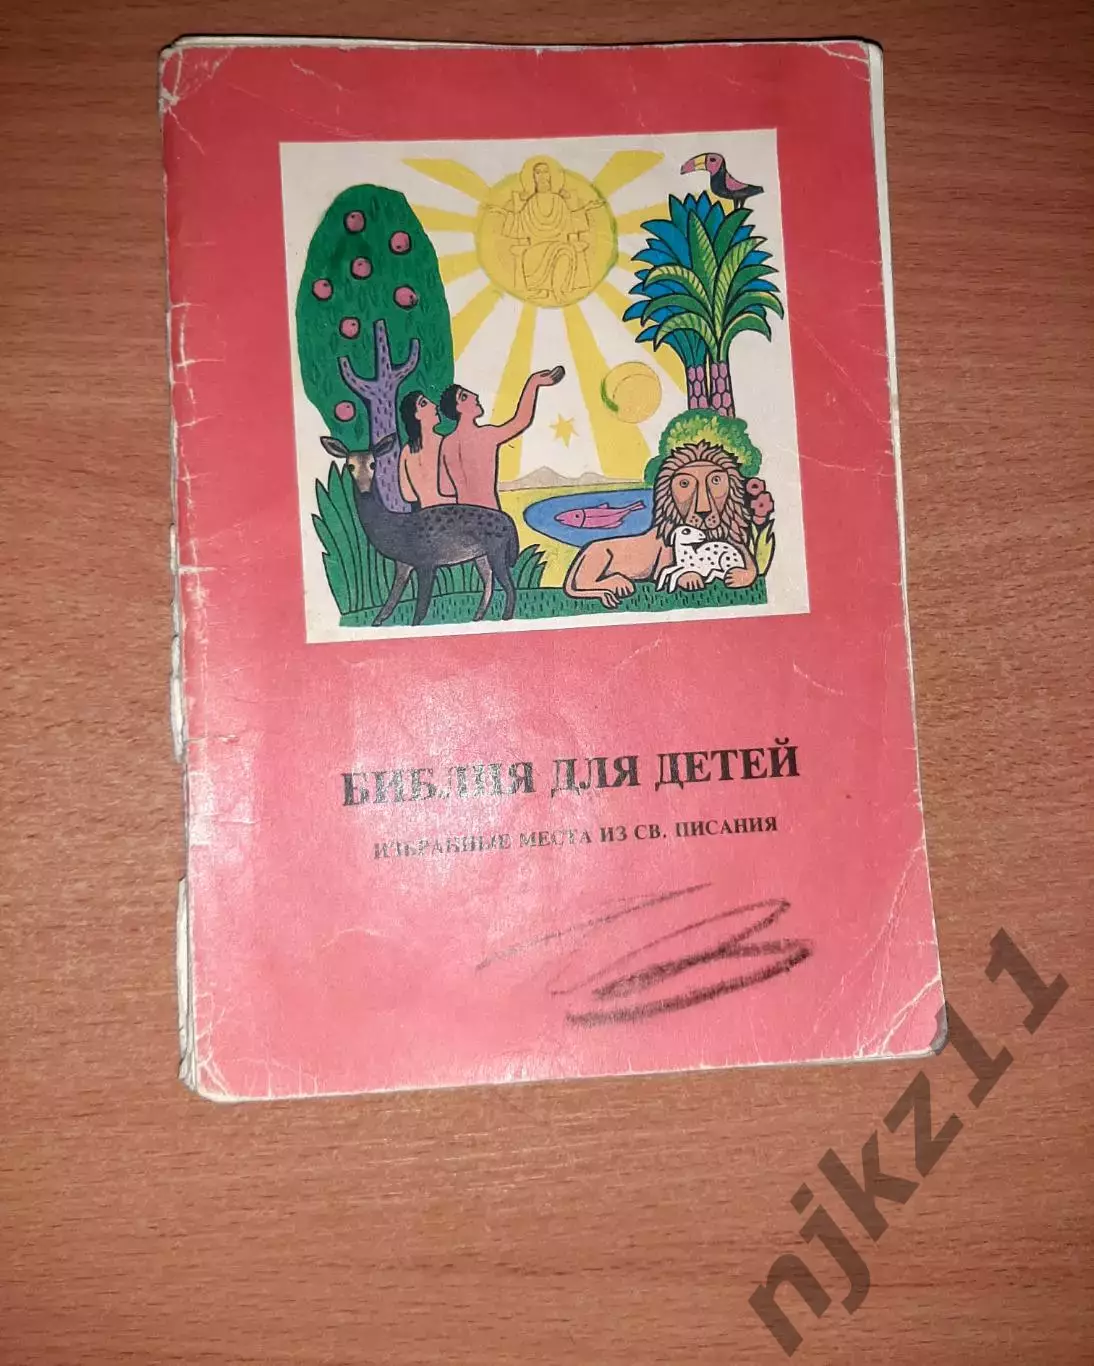 БИБЛИЯ ДЛЯ ДЕТЕЙ
ИЗБРАННЫЕ МЕСТА ИЗ СВ. ПИСАНИЯ
njkz11